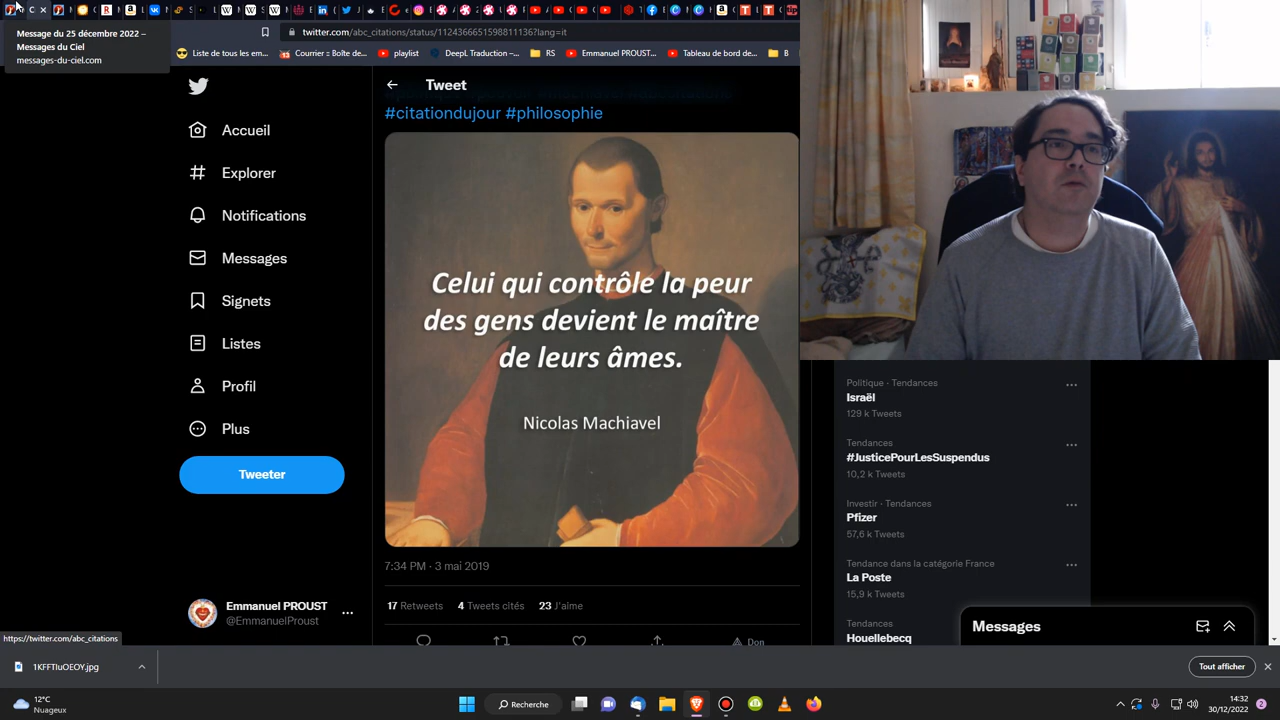 Message du 25 décembre 2022 –
Messages du Ciel
messages-du-ciel.com
twitter.com/abc_citations/status/1124366651598811136?lang=it
Liste de tous les em...
Courrier = Boîte de...
playlist
DeepL Traduction –...
RS
Emmanuel PROUST...
Tableau de bord de...
B
Tweet
#citationdujour #philosophie
Accueil
Explorer
Notifications
Messages
Signets
Listes
Profil
Plus
Tweeter
Celui qui contrôle la peur
des gens devient le maître
de leurs âmes.
Nicolas Machiavel
7:34 PM · 3 mai 2019
17 Retweets 4 Tweets cités 23 J'aime
Don
Politique · Tendances
Israël
129 k Tweets
Tendances
#JusticePourLesSuspendus
10,2 k Tweets
Investir · Tendances
Pfizer
57,6 k Tweets
Tendance dans la catégorie France
La Poste
15,9 k Tweets
Tendances
Houellebecq
Messages
Emmanuel PROUST
@EmmanuelProust
https://twitter.com/abc_citations
1KFFTIuOEOY.jpg
Tout afficher
12°C
Nuageux
Recherche
14:32
30/12/2022
2